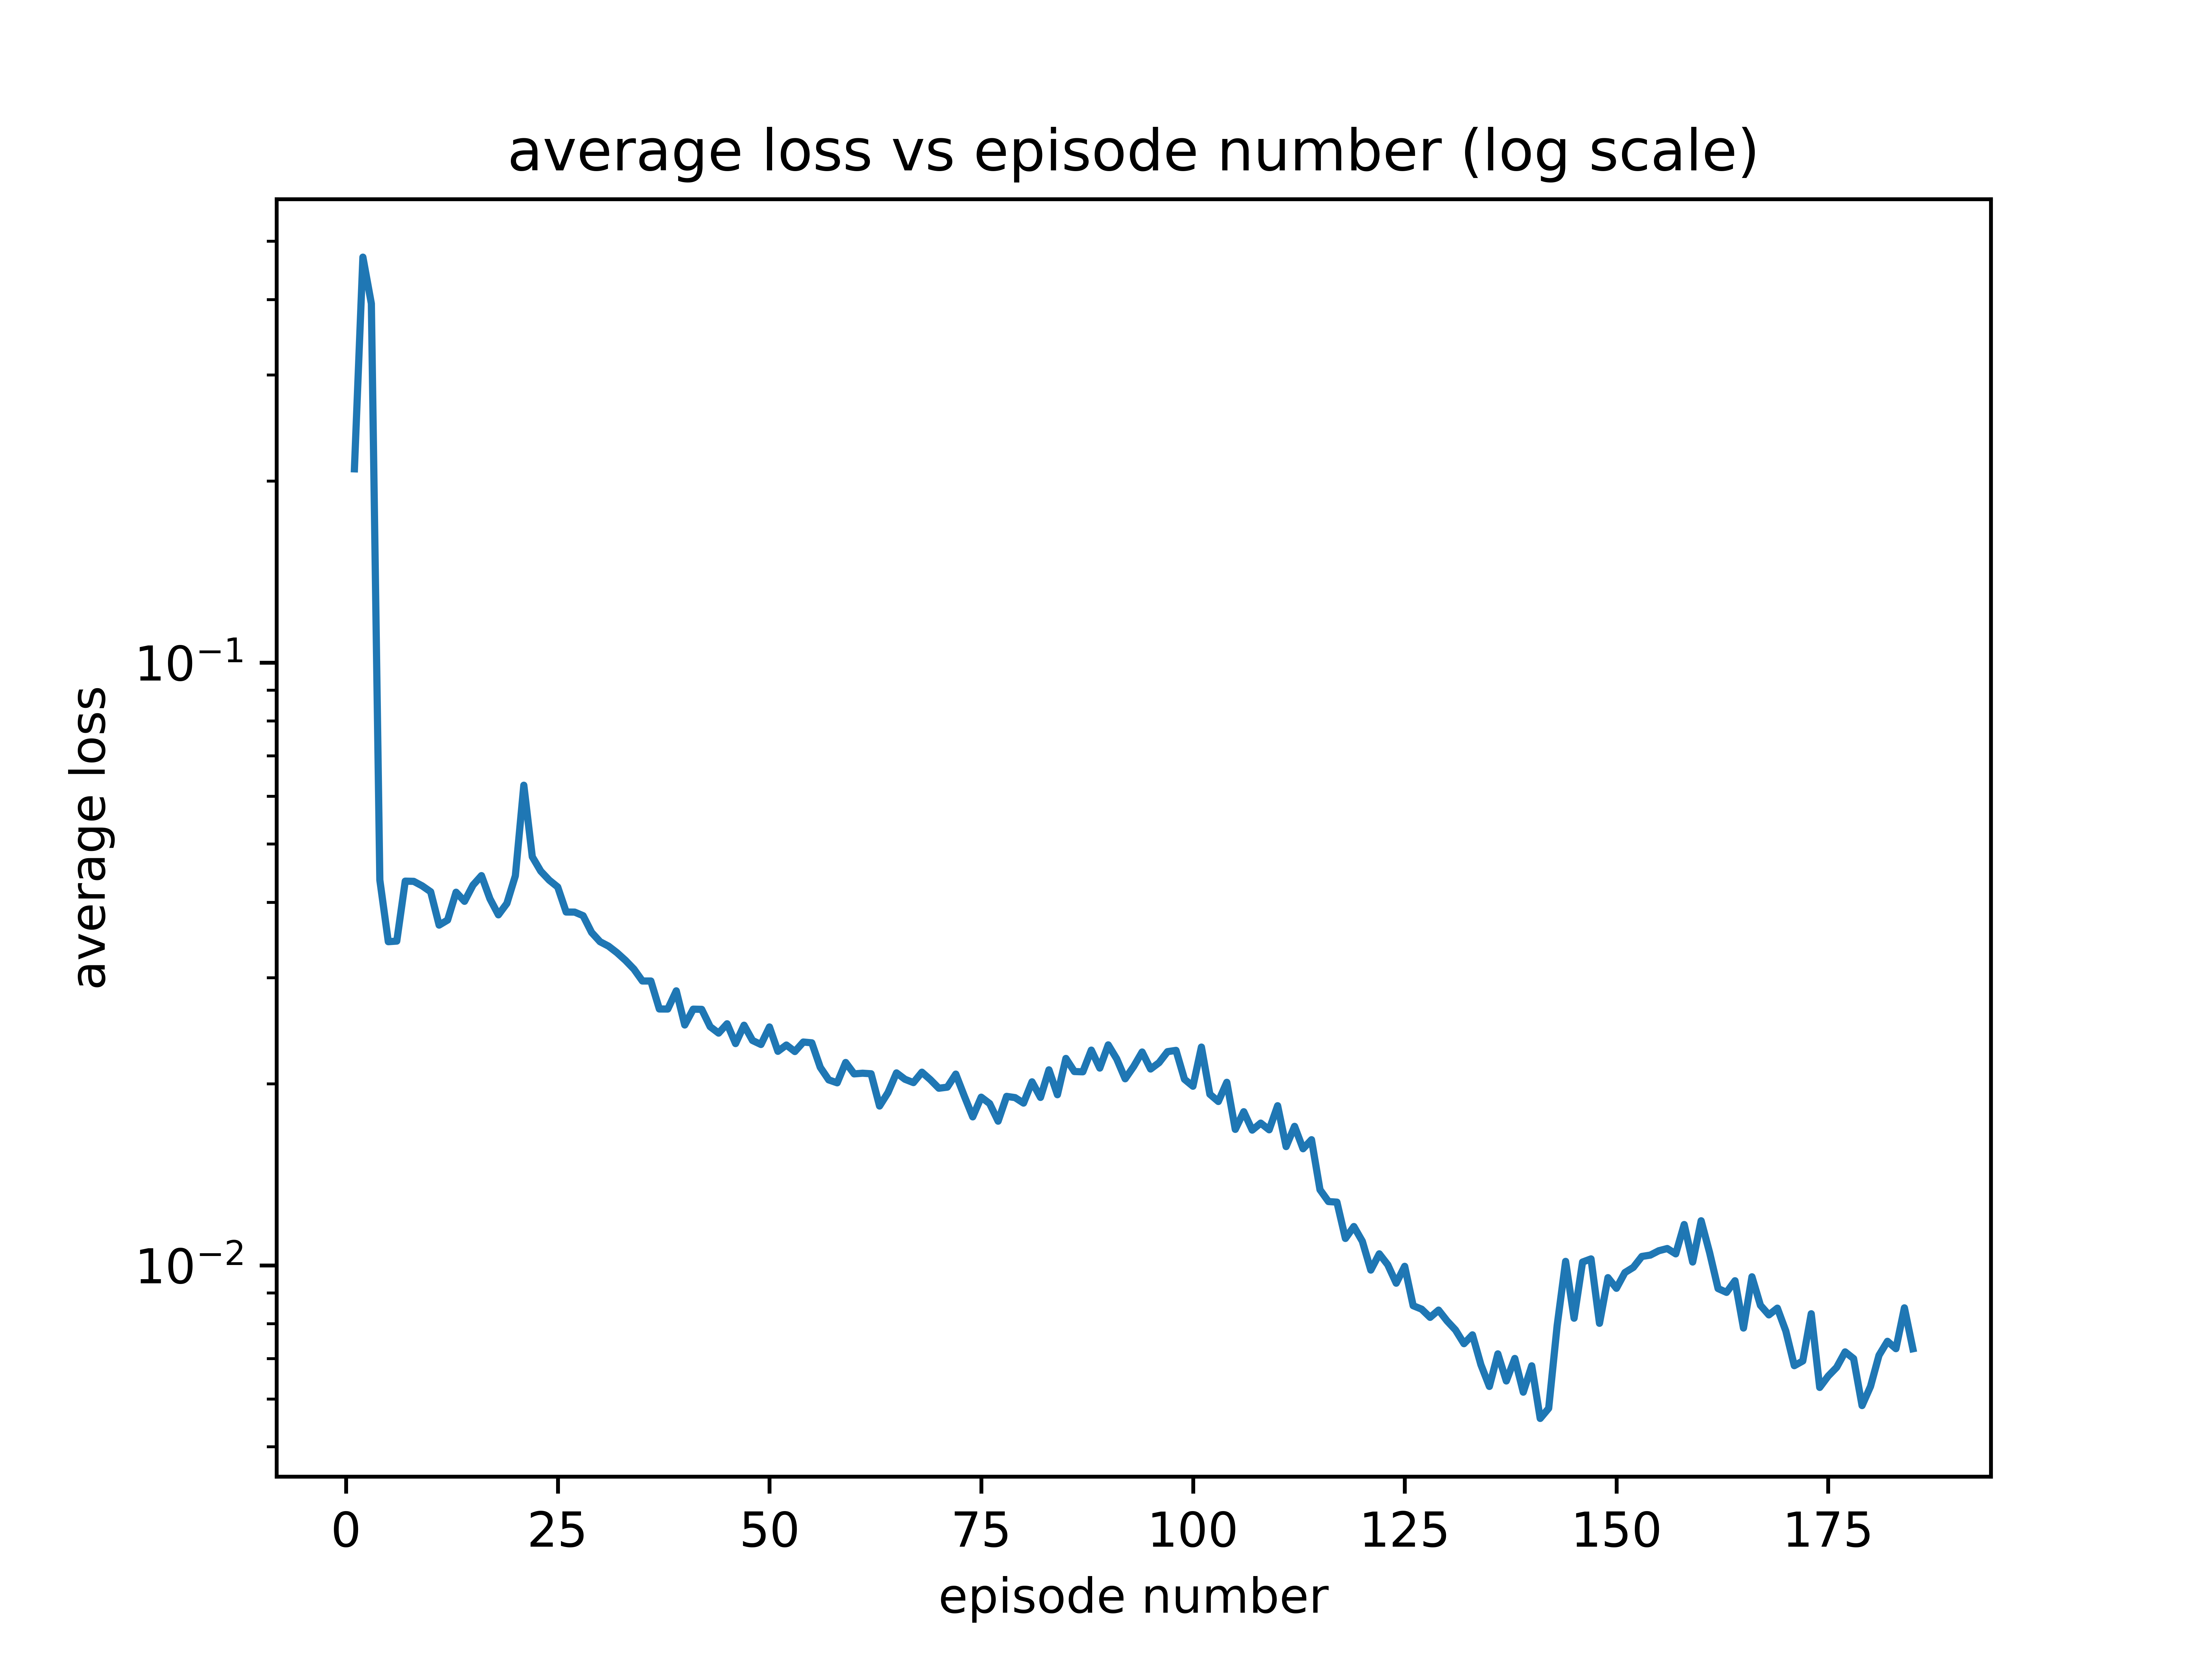 average loss vs episode number (log scale)
average loss
10⁻¹
10⁻²
0 25 50 75 100 125 150 175
episode number